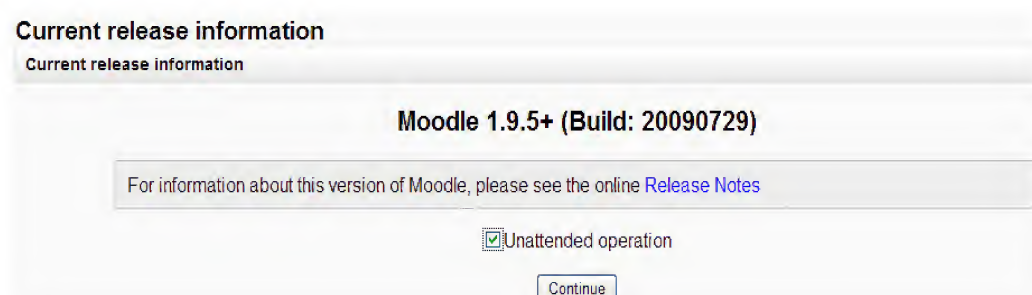 Current release information
Current release information
Moodle 1.9.5+ (Build: 20090729)
For information about this version of Moodle, please see the online Release Notes
Unattended operation
Continue